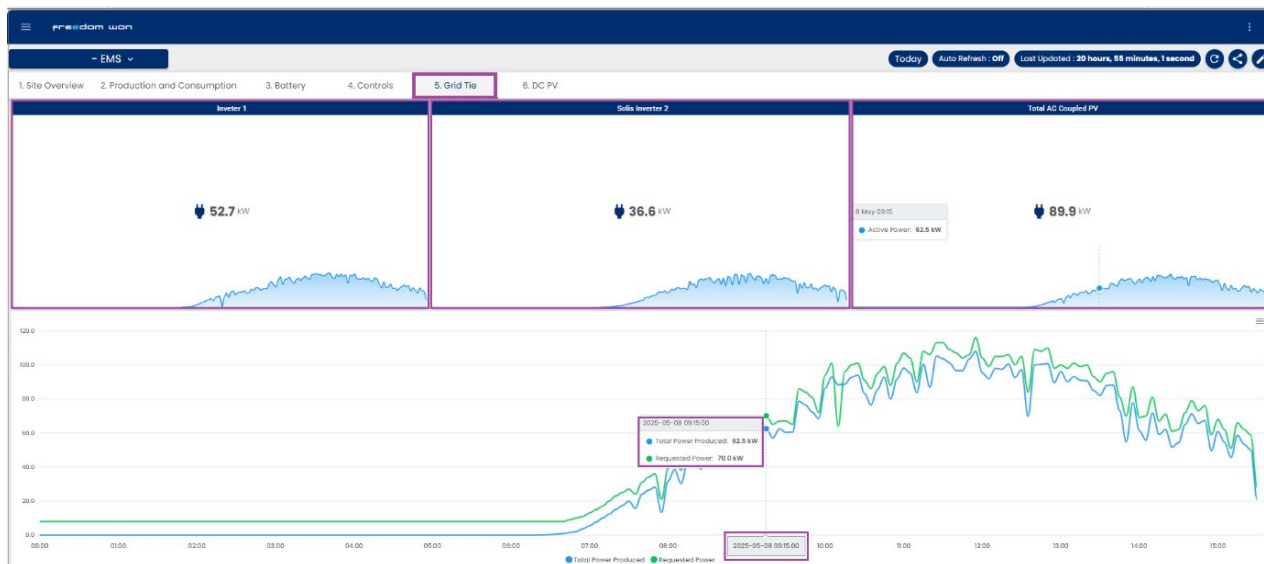 freedom won
- EMS
Today
Auto Refresh : Off
Last Updated : 20 hours, 55 minutes, 1 second
1. Site Overview
2. Production and Consumption
3. Battery
4. Controls
5. Grid Tie
6. DC PV
Inveter 1
Solis Inverter 2
Total AC Coupled PV
52.7 kW
36.6 kW
89.9 kW
8 May 09:15
Active Power: 62.5 kW
120.0
100.0
80.0
60.0
40.0
20.0
0.0
2025-05-08 09:15:00
Total Power Produced: 62.5 kW
Requested Power: 70.0 kW
00:00
01:00
02:00
03:00
04:00
05:00
06:00
07:00
08:00
2025-05-08 09:15:00
10:00
11:00
12:00
13:00
14:00
15:00
Total Power Produced
Requested Power